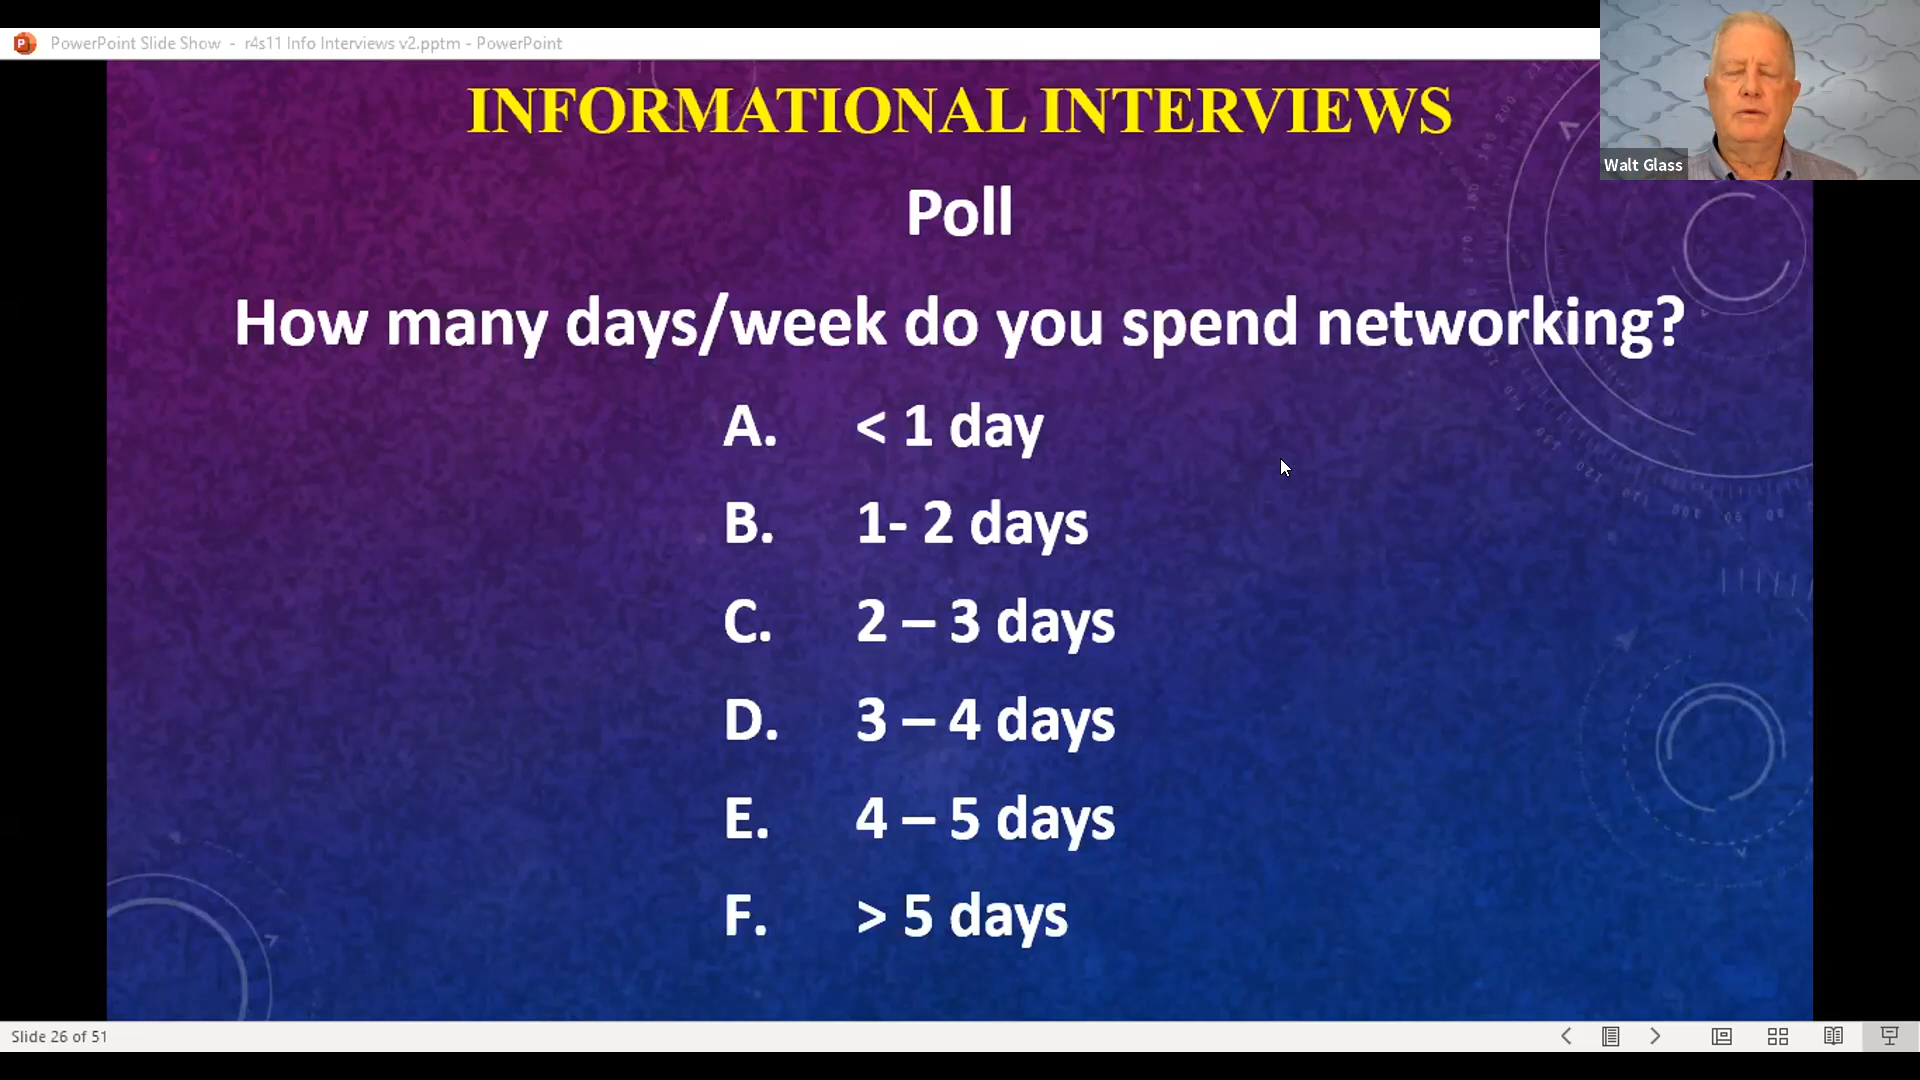 PowerPoint Slide Show - r4s11 Info Interviews v2.pptm - PowerPoint
INFORMATIONAL INTERVIEWS
Walt Glass
Poll
How many days/week do you spend networking?
A. < 1 day
B. 1- 2 days
C. 2 – 3 days
D. 3 – 4 days
E. 4 – 5 days
F. > 5 days
Slide 26 of 51